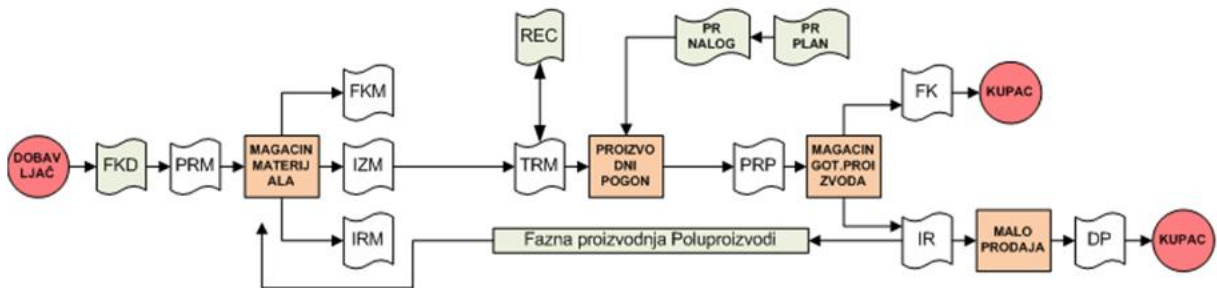 REC
PR
NALOG
PR
PLAN
FKM
FK
KUPAC
DOBAV
LJAČ
FKD
PRM
MAGACIN
MATERIJ
ALA
IZM
TRM
PROIZVO
DNI
POGON
PRP
MAGACIN
GOT.PROI
ZVODA
IRM
Fazna proizvodnja Poluproizvodi
IR
MALO
PRODAJA
DP
KUPAC